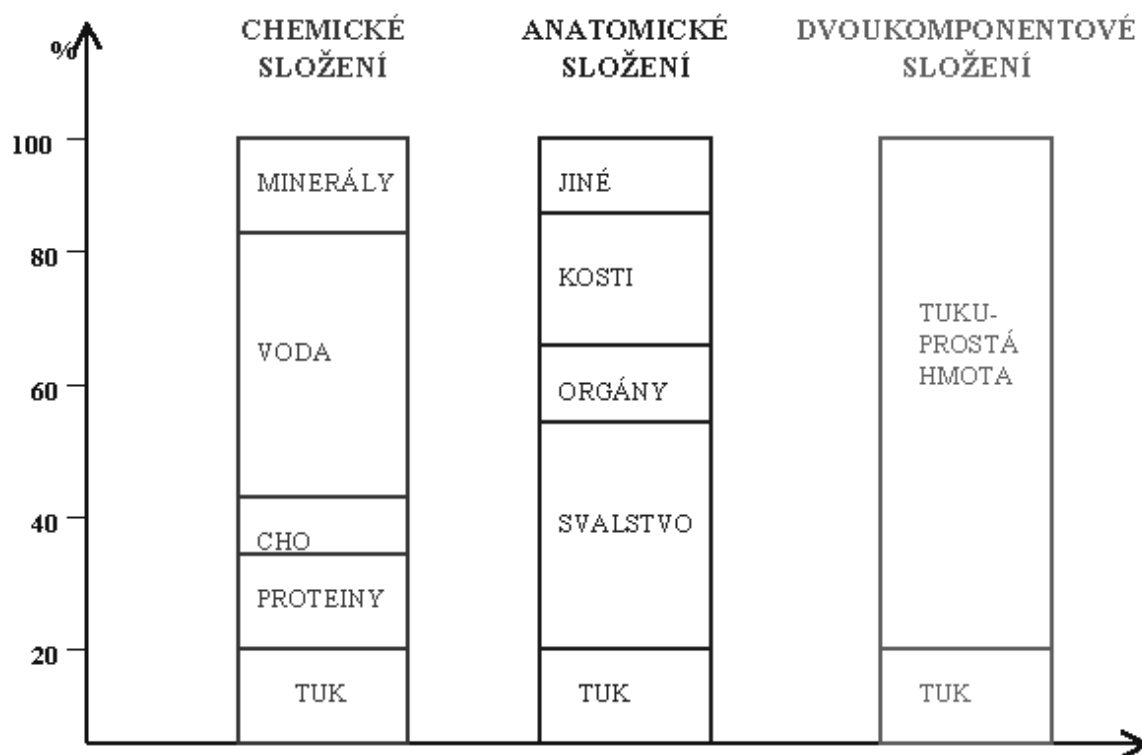 CHEMICKÉ
SLOŽENÍ
ANATOMICKÉ
SLOŽENÍ
DVOUKOMPONENTOVÉ
SLOŽENÍ
%
100
80
60
40
20
MINERÁLY
VODA
CHO
PROTEINY
TUK
JINÉ
KOSTI
ORGÁNY
SVALSTVO
TUK
TUKU-
PROSTÁ
HMOTA
TUK